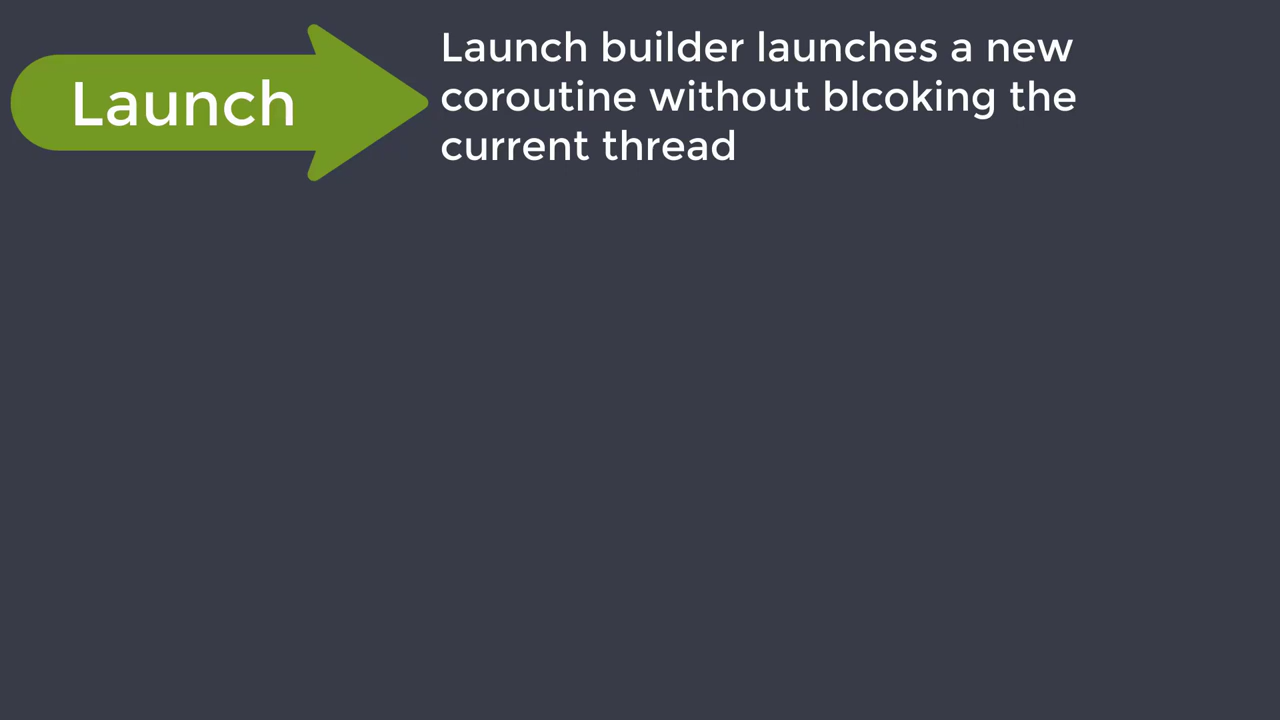 Launch
Launch builder launches a new
coroutine without blcoking the
current thread